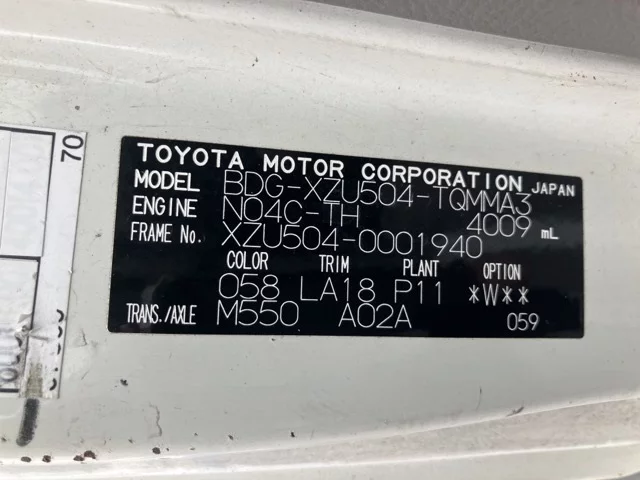 TOYOTA MOTOR CORPORATION JAPAN
MODEL BDG-XZU504-TQMMA3
ENGINE N04C-TH 4009 mL
FRAME No. XZU504-0001940
COLOR TRIM PLANT OPTION
058 LA18 P11 *W**
TRANS./AXLE M550 A02A 059
70